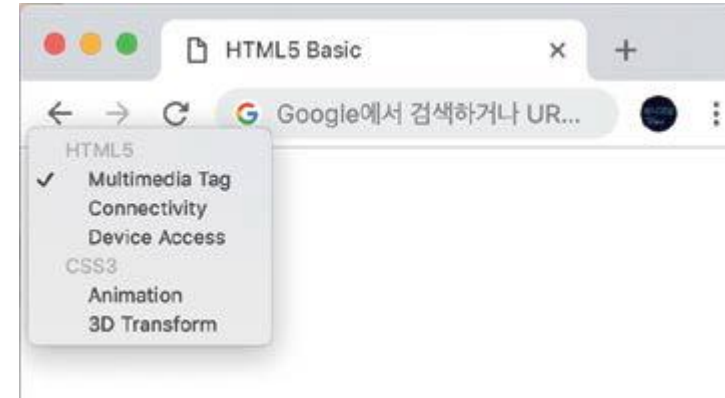 HTML5 Basic
Google에서 검색하거나 UR...
HTML5
✓ Multimedia Tag
Connectivity
Device Access
CSS3
Animation
3D Transform